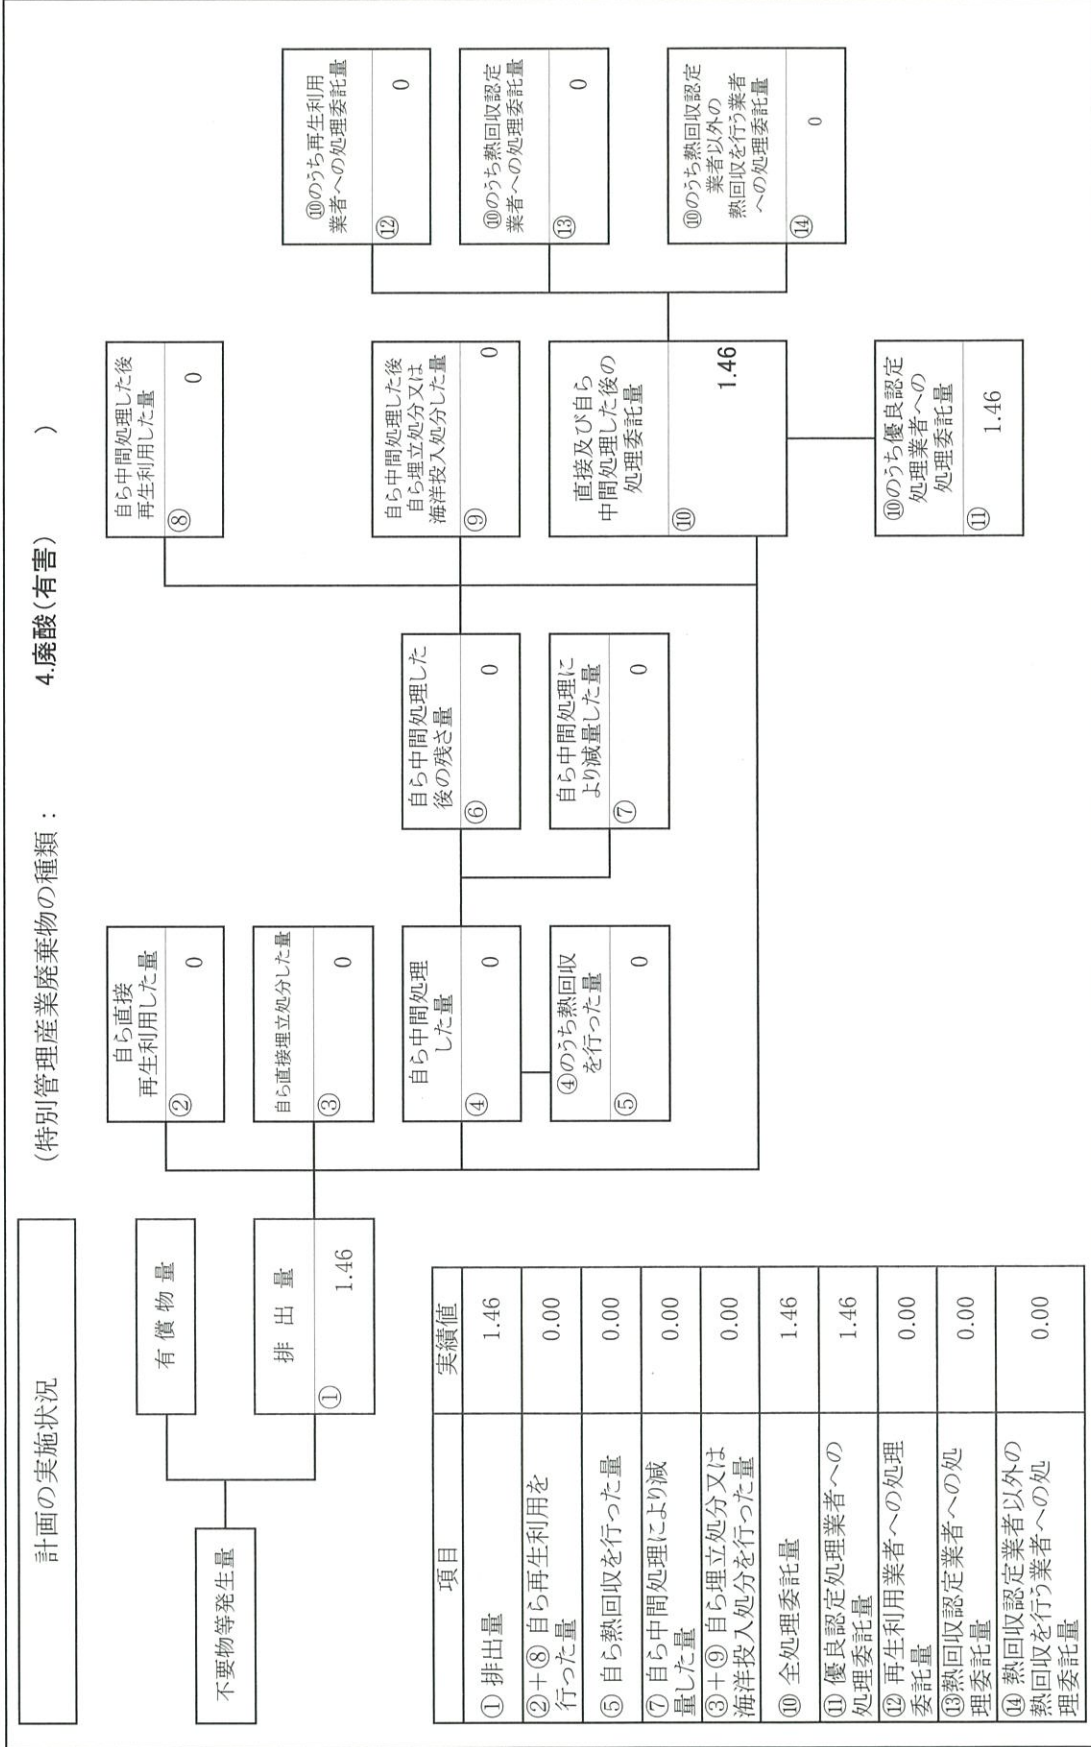 計画の実施状況
(特別管理産業廃棄物の種類： 4.廃酸(有害) )
不要物等発生量
有償物量
排出量
① 1.46
自ら直接
再生利用した量
② 0
自ら直接埋立処分した量
③ 0
自ら中間処理
した量
④ 0
④のうち熱回収
を行った量
⑤ 0
自ら中間処理した
後の残さ量
⑥ 0
自ら中間処理に
より減量した量
⑦ 0
自ら中間処理した後
再生利用した量
⑧ 0
自ら中間処理した後
自ら埋立処分又は
海洋投入処分した量
⑨ 0
直接及び自ら
中間処理した後の
処理委託量
⑩ 1.46
⑩のうち優良認定
処理業者への
処理委託量
⑪ 1.46
⑩のうち再生利用
業者への処理委託量
⑫ 0
⑩のうち熱回収認定
業者への処理委託量
⑬ 0
⑩のうち熱回収認定
業者以外の
熱回収を行う業者
への処理委託量
⑭ 0
項目 実績値
① 排出量 1.46
②＋⑧ 自ら再生利用を
行った量 0.00
⑤ 自ら熱回収を行った量 0.00
⑦ 自ら中間処理により減
量した量 0.00
③＋⑨ 自ら埋立処分又は
海洋投入処分を行った量 0.00
⑩ 全処理委託量 1.46
⑪ 優良認定処理業者への
処理委託量 1.46
⑫ 再生利用業者への処理
委託量 0.00
⑬熱回収認定業者への処
理委託量 0.00
⑭ 熱回収認定業者以外の
熱回収を行う業者への処
理委託量 0.00